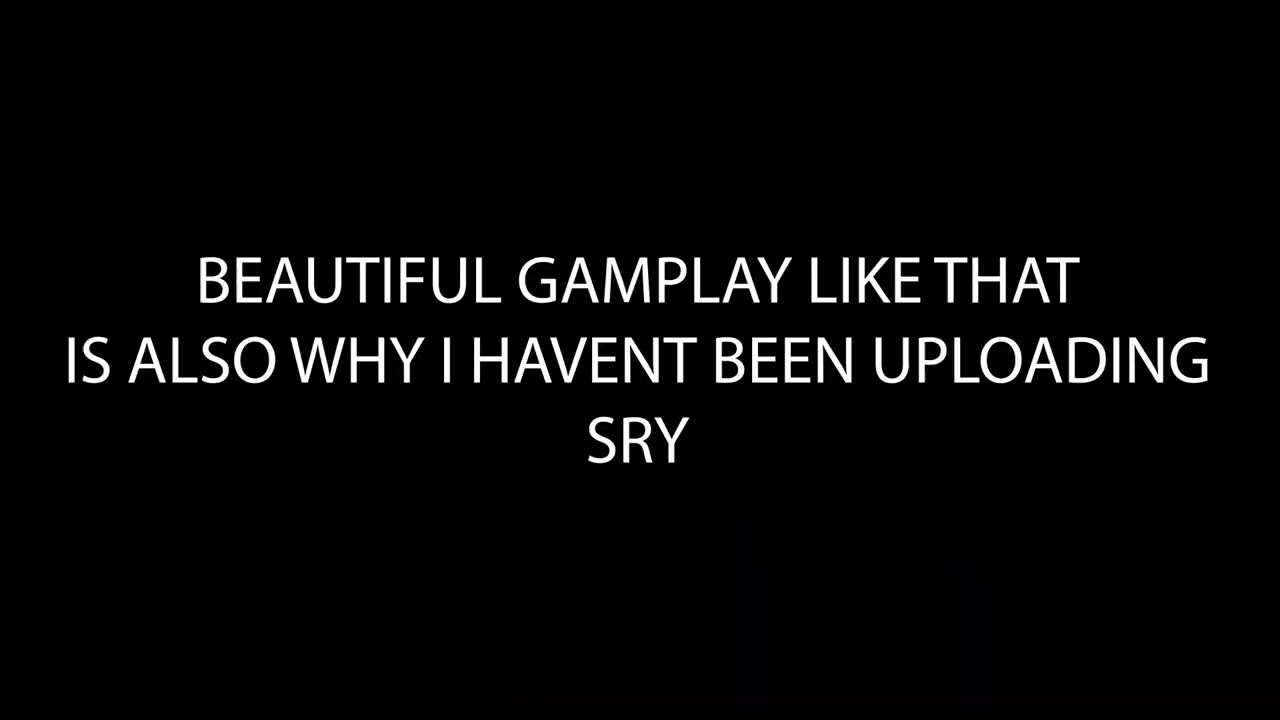 BEAUTIFUL GAMPLAY LIKE THAT
IS ALSO WHY I HAVENT BEEN UPLOADING
SRY